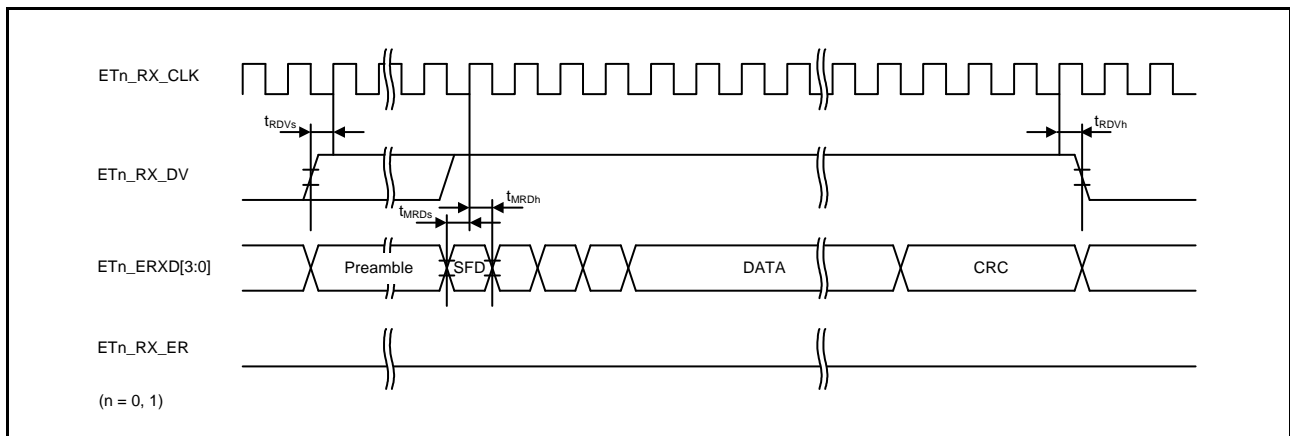 ETn_RX_CLK
tRDVs
tRDVh
ETn_RX_DV
tMRDs
tMRDh
ETn_ERXD[3:0]
Preamble
SFD
DATA
CRC
ETn_RX_ER
(n = 0, 1)